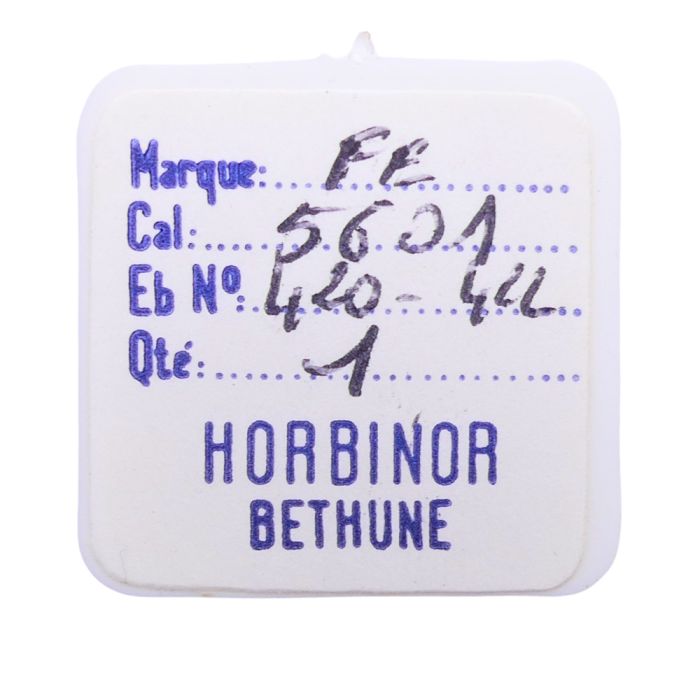 Marque: FE
Cal: 5601
Eb Nº: 420-422
Qté: 1
HORBINOR
BETHUNE